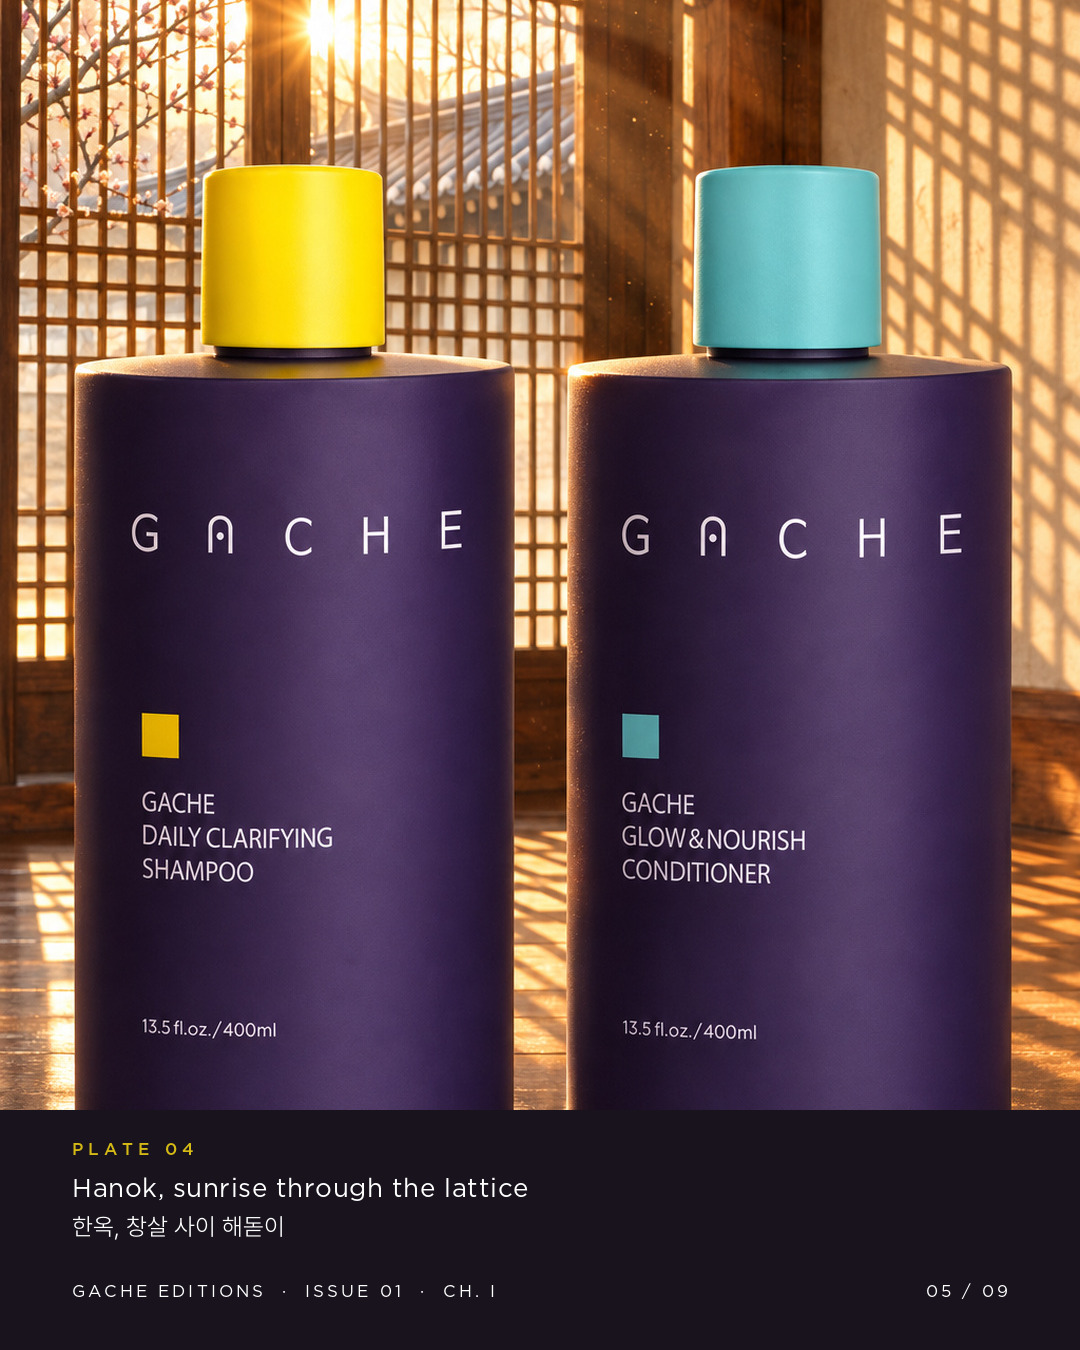 GACHE
GACHE
DAILY CLARIFYING
SHAMPOO
13.5 fl.oz./400ml
GACHE
GACHE
GLOW & NOURISH
CONDITIONER
13.5 fl.oz./400ml
PLATE 04
Hanok, sunrise through the lattice
한옥, 창살 사이 해돋이
GACHE EDITIONS · ISSUE 01 · CH. I
05 / 09